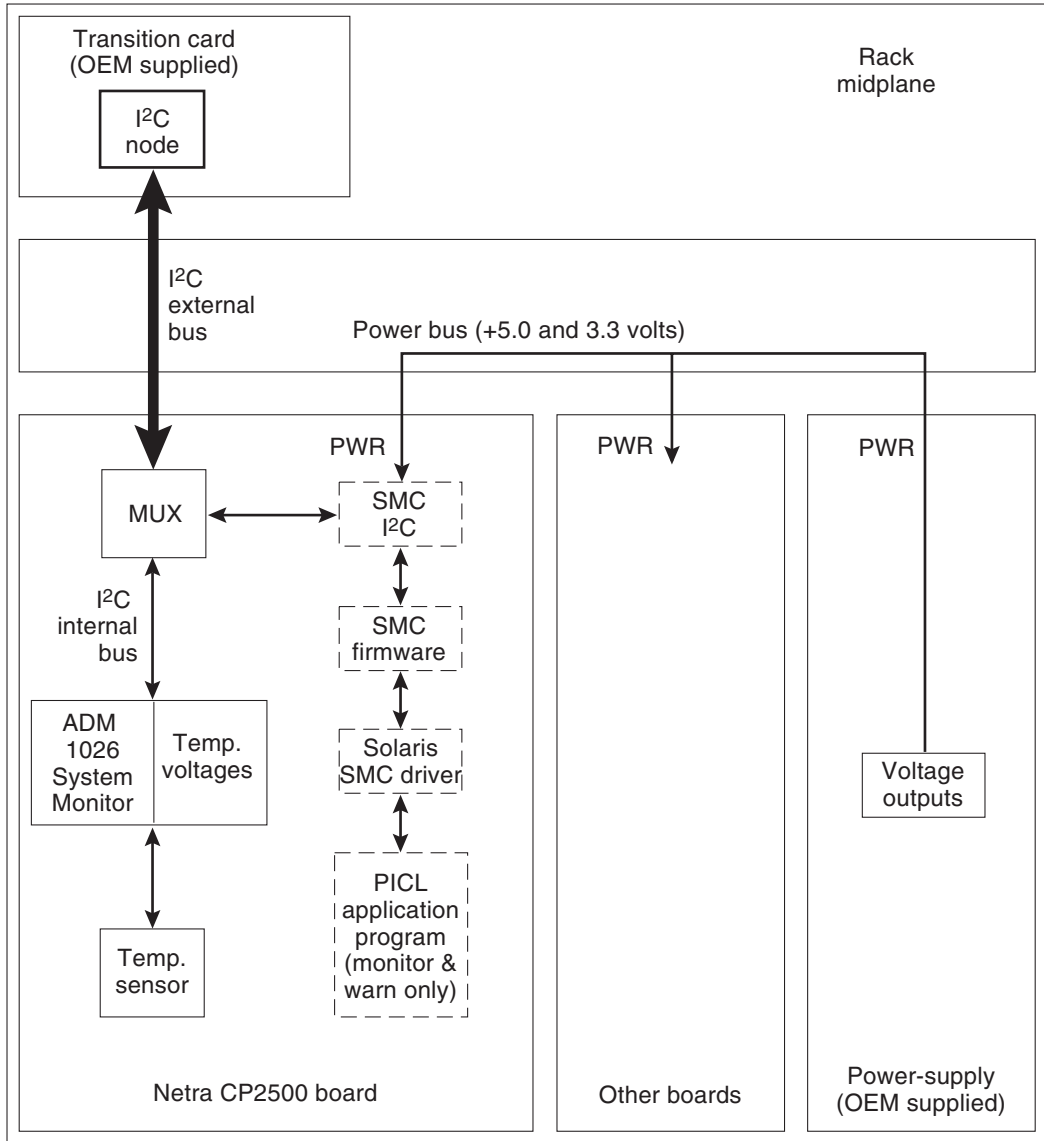 Transition card
(OEM supplied)
I²C
node
Rack
midplane
I²C
external
bus
Power bus (+5.0 and 3.3 volts)
PWR
PWR
PWR
MUX
SMC
I²C
I²C
internal
bus
SMC
firmware
ADM
1026
System
Monitor
Temp.
voltages
Solaris
SMC driver
Voltage
outputs
PICL
application
program
(monitor &
warn only)
Temp.
sensor
Netra CP2500 board
Other boards
Power-supply
(OEM supplied)